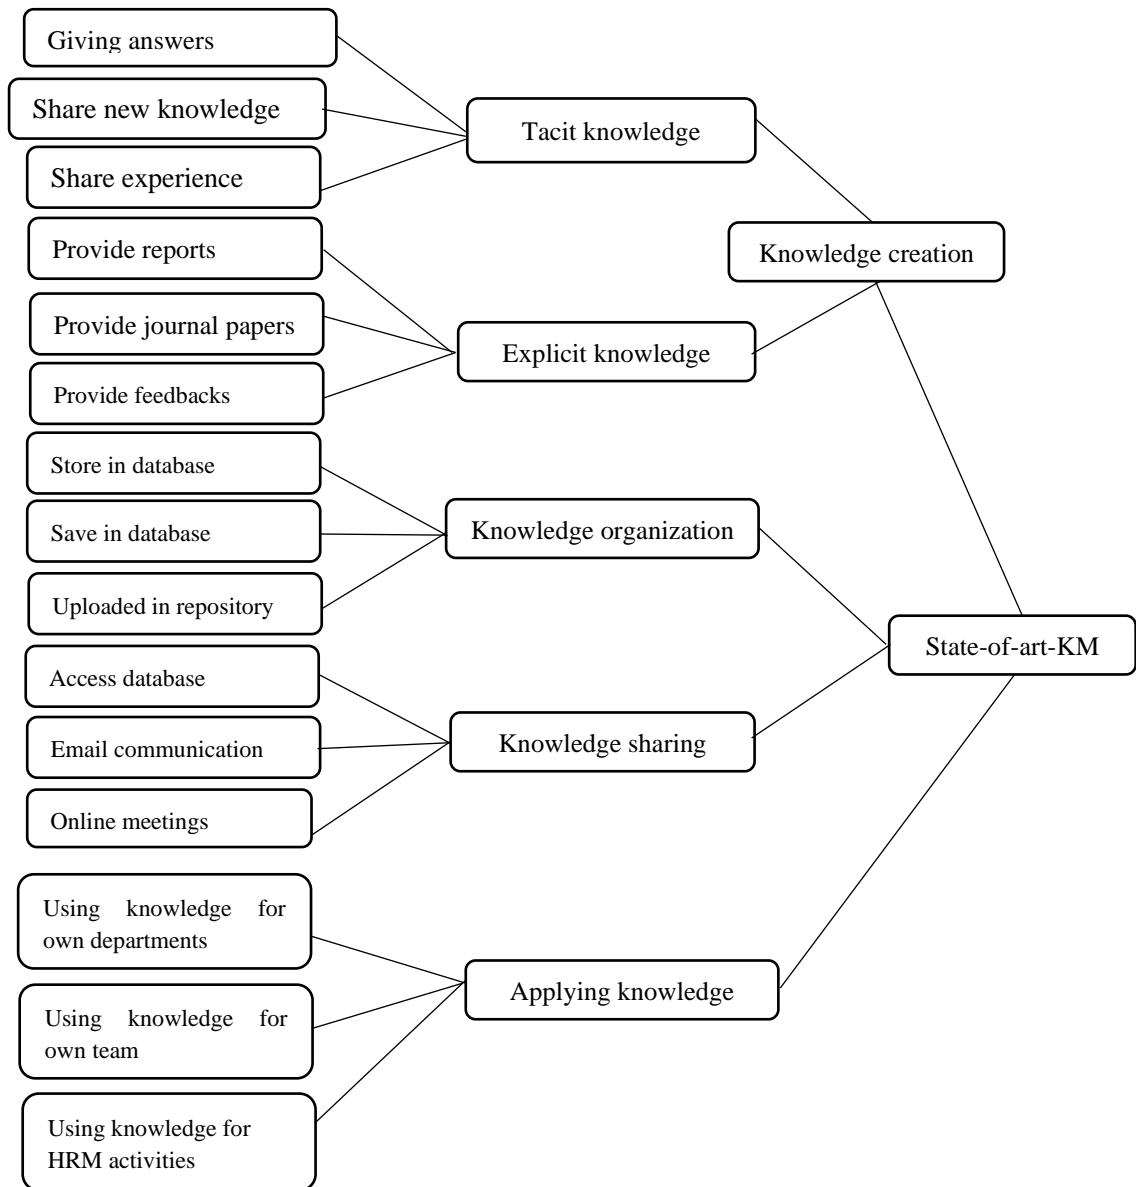 Giving answers
Share new knowledge
Share experience
Provide reports
Provide journal papers
Provide feedbacks
Store in database
Save in database
Uploaded in repository
Access database
Email communication
Online meetings
Using knowledge for
own departments
Using knowledge for
own team
Using knowledge for
HRM activities
Tacit knowledge
Explicit knowledge
Knowledge organization
Knowledge sharing
Applying knowledge
Knowledge creation
State-of-art-KM